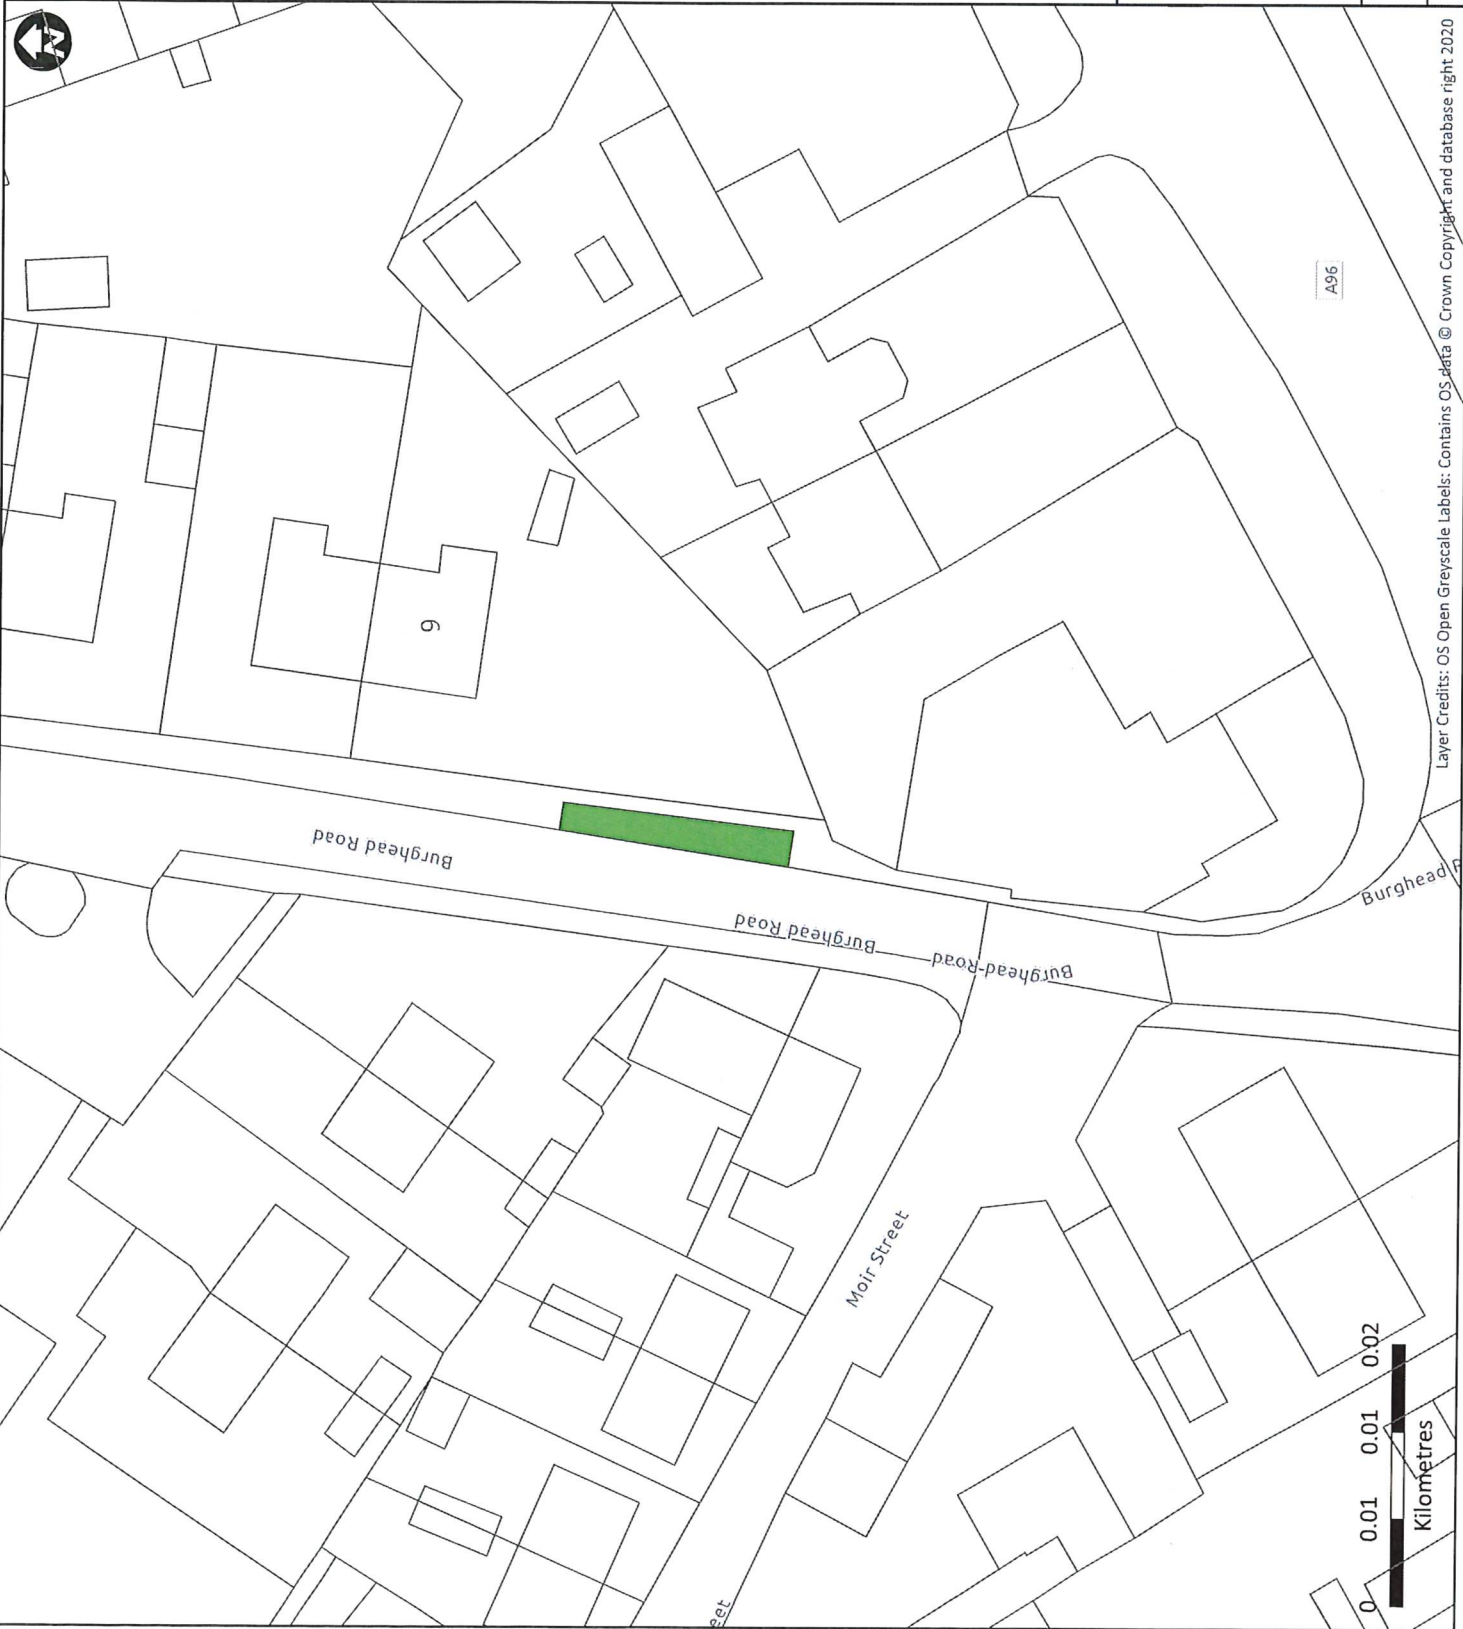 N
9
Burghead Road
Burghead Road
Burghead Road
Burghead R
A96
Moir Street
eet
0 0.01 0.01 0.02
Kilometres
Layer Credits: OS Open Greyscale Labels: Contains OS data © Crown Copyright and database right 2020